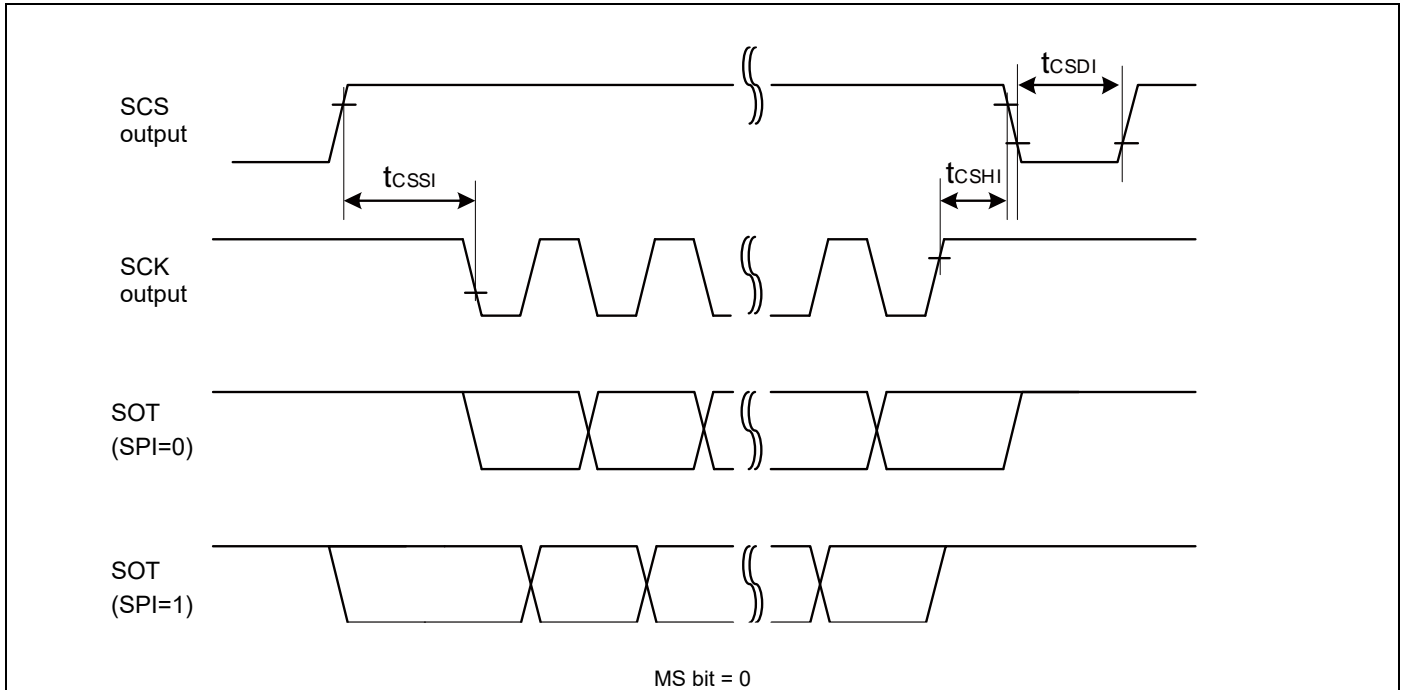 tCSDI
SCS
output
tCSSI
tCSHI
SCK
output
SOT
(SPI=0)
SOT
(SPI=1)
MS bit = 0